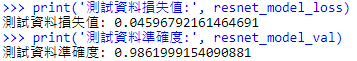 >>> print('測試資料損失值:', resnet_model_loss)
測試資料損失值: 0.04596792161464691
>>> print('測試資料準確度:', resnet_model_val)
測試資料準確度: 0.9861999154090881